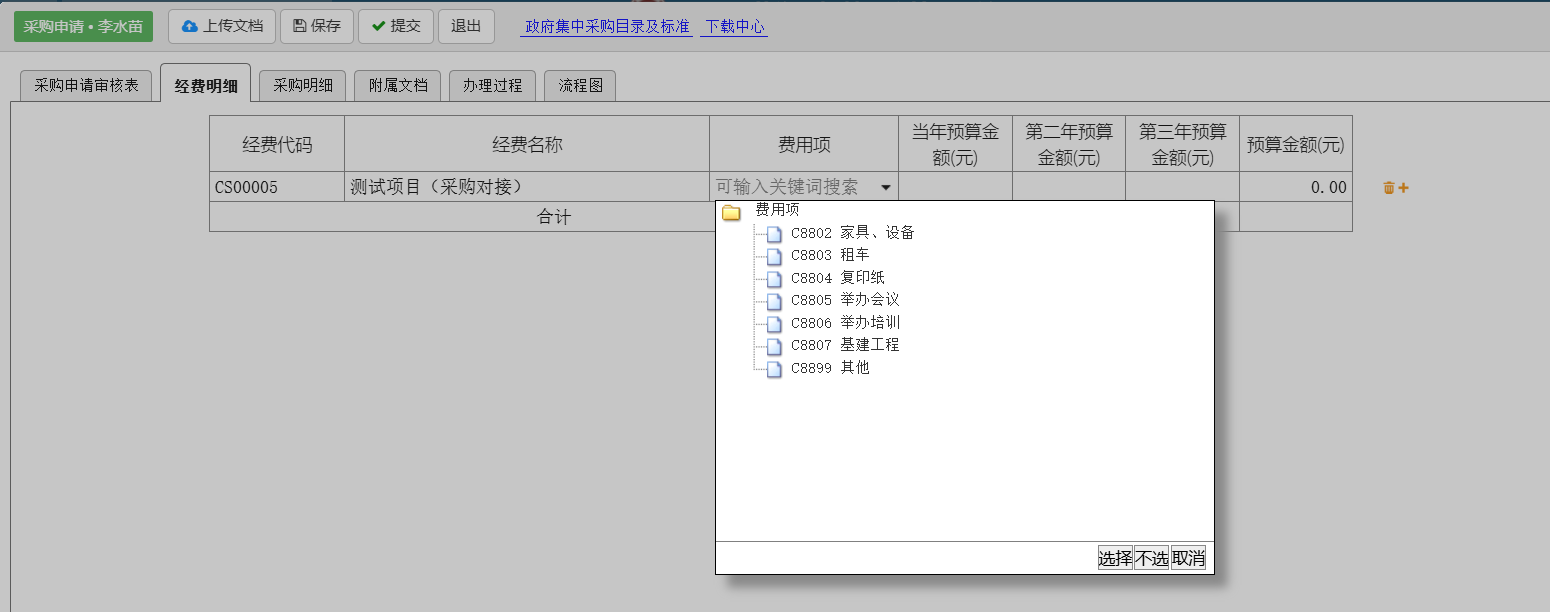 采购申请 • 李水苗 上传文档 保存 提交 退出 政府集中采购目录及标准 下载中心
采购申请审核表 经费明细 采购明细 附属文档 办理过程 流程图
经费代码 经费名称 费用项 当年预算金额(元) 第二年预算金额(元) 第三年预算金额(元) 预算金额(元)
CS00005 测试项目（采购对接） 可输入关键词搜索 0.00
合计
费用项
C8802 家具、设备
C8803 租车
C8804 复印纸
C8805 举办会议
C8806 举办培训
C8807 基建工程
C8899 其他
选择 不选 取消